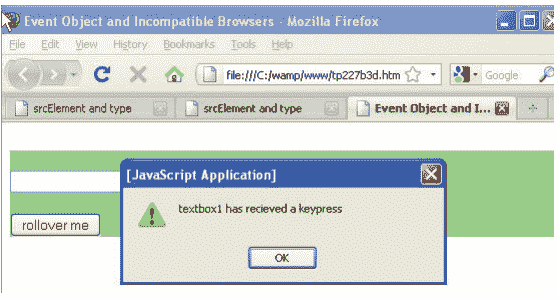 Event Object and Incompatible Browsers - Mozilla Firefox
File Edit View History Bookmarks Tools Help
file:///C:/wamp/www/tp227b3d.htm
Google
srcElement and type
srcElement and type
Event Object and I...
[JavaScript Application]
textbox1 has recieved a keypress
rollover me
OK